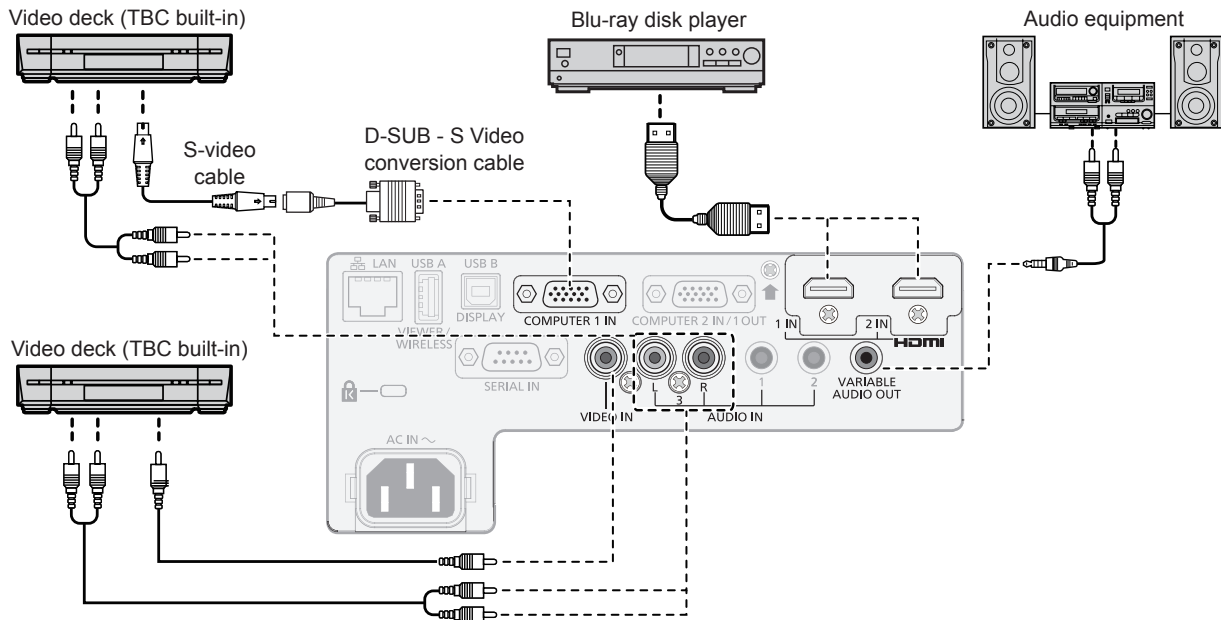 Video deck (TBC built-in)
Blu-ray disk player
Audio equipment
S-video
cable
D-SUB - S Video
conversion cable
LAN
USB A
USB B
VIEWER /
WIRELESS
DISPLAY
COMPUTER 1 IN
COMPUTER 2 IN / 1 OUT
1 IN
2 IN
HDMI
SERIAL IN
VIDEO IN
L
R
3
1
2
AUDIO IN
VARIABLE
AUDIO OUT
K
AC IN ～
Video deck (TBC built-in)